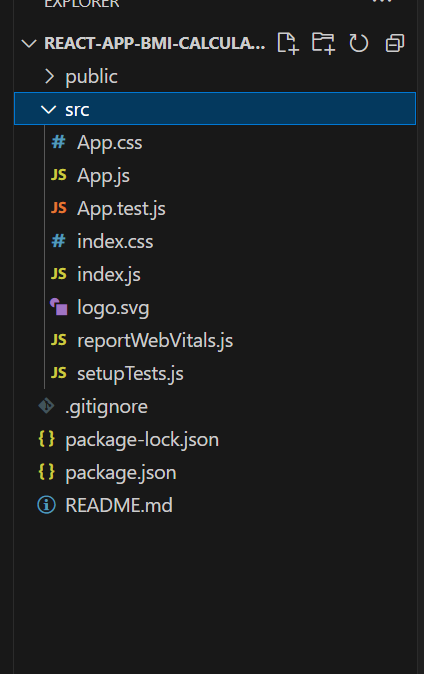 EXPLORER
REACT-APP-BMI-CALCULA...
public
src
# App.css
JS App.js
JS App.test.js
# index.css
JS index.js
logo.svg
JS reportWebVitals.js
JS setupTests.js
.gitignore
{} package-lock.json
{} package.json
README.md